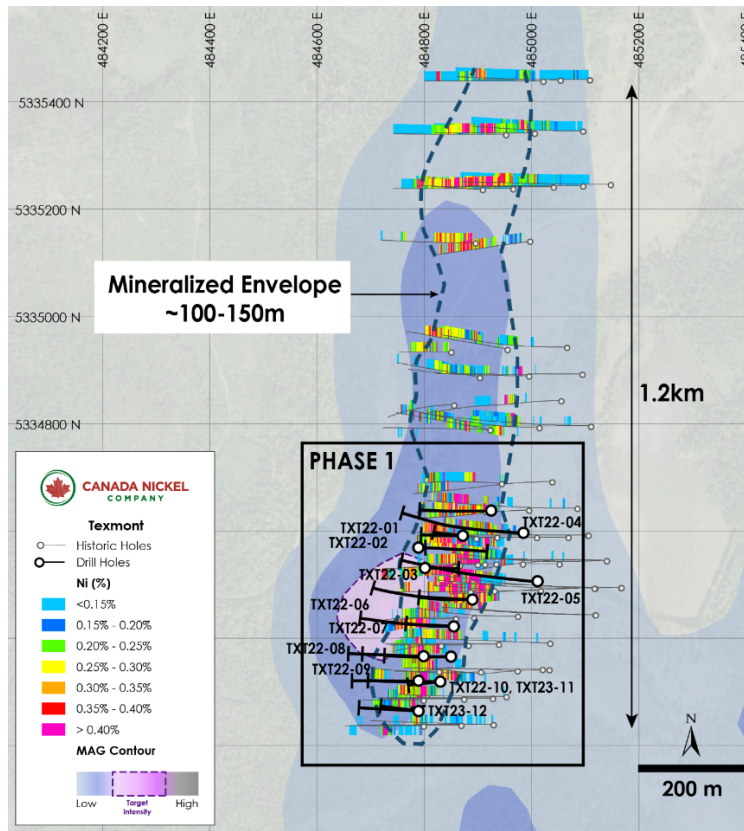 484200 E
484400 E
484600 E
484800 E
485000 E
485200 E
5335400 N
5335200 N
5335000 N
5334800 N
Mineralized Envelope
~100-150m
1.2km
PHASE 1
TXT22-01
TXT22-02
TXT22-03
TXT22-04
TXT22-05
TXT22-06
TXT22-07
TXT22-08
TXT22-09
TXT22-10, TXT23-11
TXT23-12
CANADA NICKEL
COMPANY
Texmont
Historic Holes
Drill Holes
Ni (%)
<0.15%
0.15% - 0.20%
0.20% - 0.25%
0.25% - 0.30%
0.30% - 0.35%
0.35% - 0.40%
> 0.40%
MAG Contour
Low
Target
Intensity
High
N
200 m